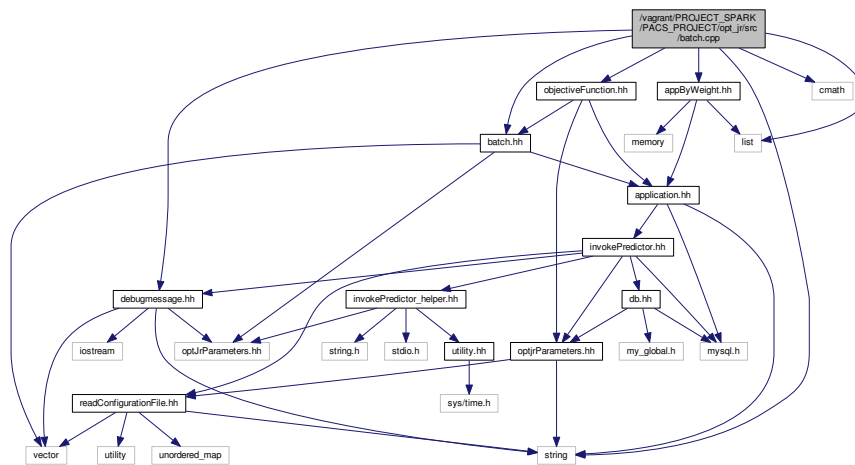 /vagrant/PROJECT_SPARK
/PACS_PROJECT/opt_jr/src
/batch.cpp
objectiveFunction.hh
appByWeight.hh
cmath
batch.hh
memory
list
application.hh
invokePredictor.hh
debugmessage.hh
invokePredictor_helper.hh
db.hh
iostream
optJrParameters.hh
string.h
stdio.h
utility.hh
optjrParameters.hh
my_global.h
mysql.h
readConfigurationFile.hh
sys/time.h
vector
utility
unordered_map
string